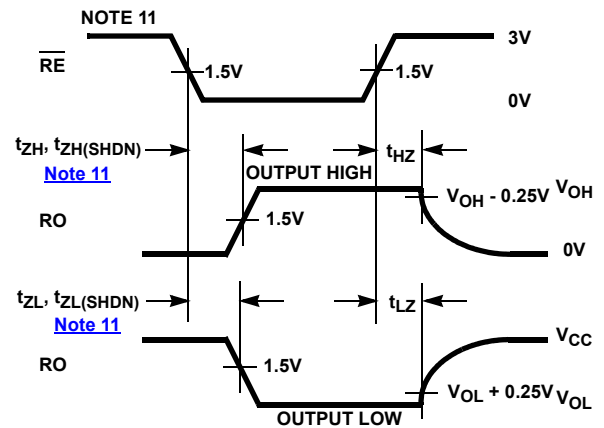 NOTE 11
3V
RE
1.5V
1.5V
0V
tZH, tZH(SHDN)
Note 11
tHZ
OUTPUT HIGH
VOH - 0.25V
VOH
RO
1.5V
0V
tZL, tZL(SHDN)
Note 11
tLZ
VCC
RO
1.5V
VOL + 0.25V
VOL
OUTPUT LOW